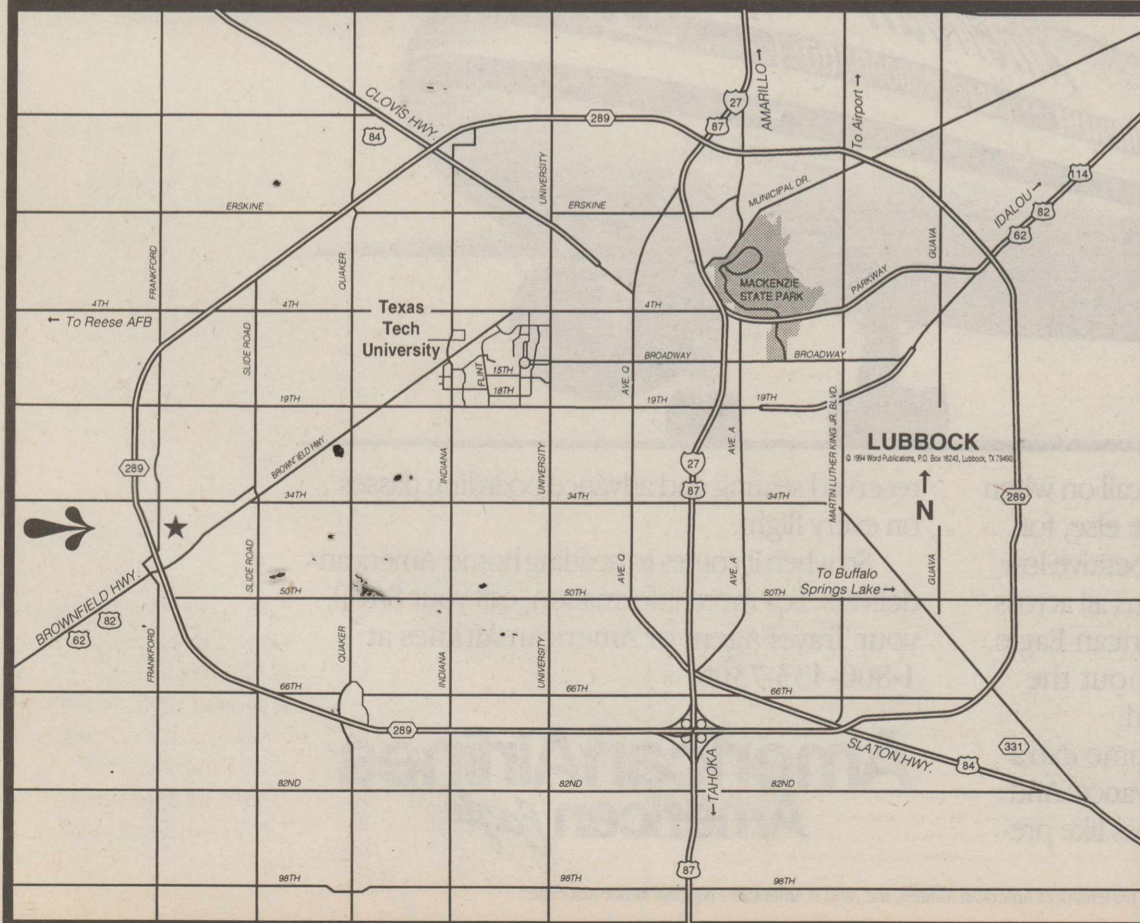 27
AMARILLO →
To Airport →
CLOVIS HWY
84
289
87
114
UNIVERSITY
MUNICIPAL DR.
IDALOU →
82
62
ERSKINE
ERSKINE
GUAVA
FRANKFORD
QUAKER
MACKENZIE
STATE PARK
PARKWAY
4TH
← To Reese AFB
4TH
Texas
Tech
University
4TH
SLIDE ROAD
BROADWAY
BROADWAY
FLINT
15TH
18TH
AVE. Q
19TH
19TH
19TH
MARTIN LUTHER KING JR. BLVD.
AVE. A
LUBBOCK
© 1994 Word Publications, P.O. Box 16243, Lubbock, TX 79490
BROWNFIELD HWY.
289
INDIANA
UNIVERSITY
27
87
34TH
34TH
34TH
289
N
SLIDE ROAD
AVE. Q
AVE. A
GUAVA
To Buffalo
Springs Lake →
50TH
50TH
50TH
BROWNFIELD HWY.
62
82
FRANKFORD
QUAKER
INDIANA
UNIVERSITY
66TH
66TH
66TH
289
SLATON HWY.
331
84
← TAHOKA
82ND
82ND
82ND
87
98TH
98TH
98TH